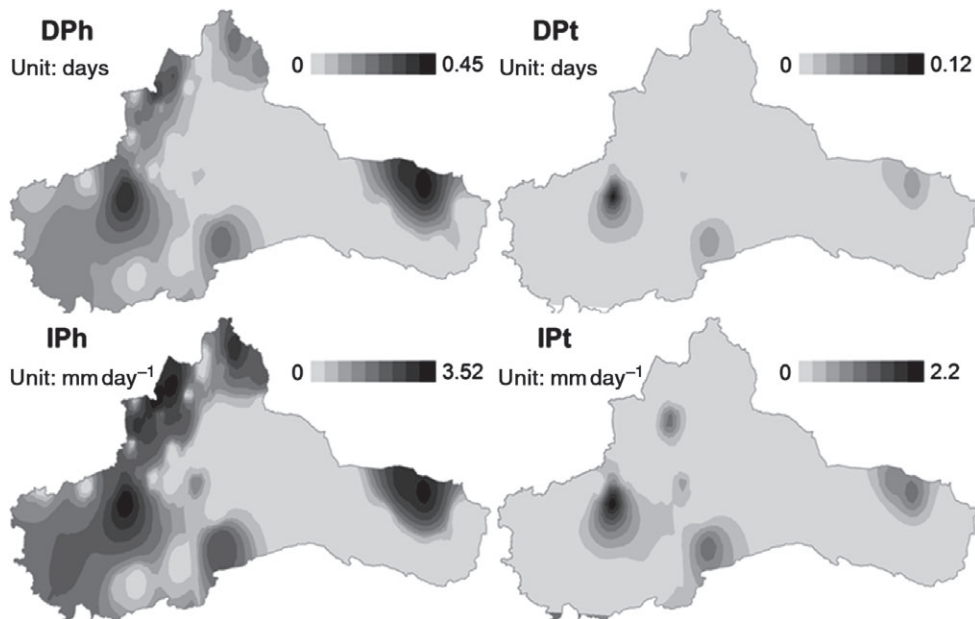 DPh
Unit: days
0 0.45
DPt
Unit: days
0 0.12
IPh
Unit: mm day⁻¹
0 3.52
IPt
Unit: mm day⁻¹
0 2.2